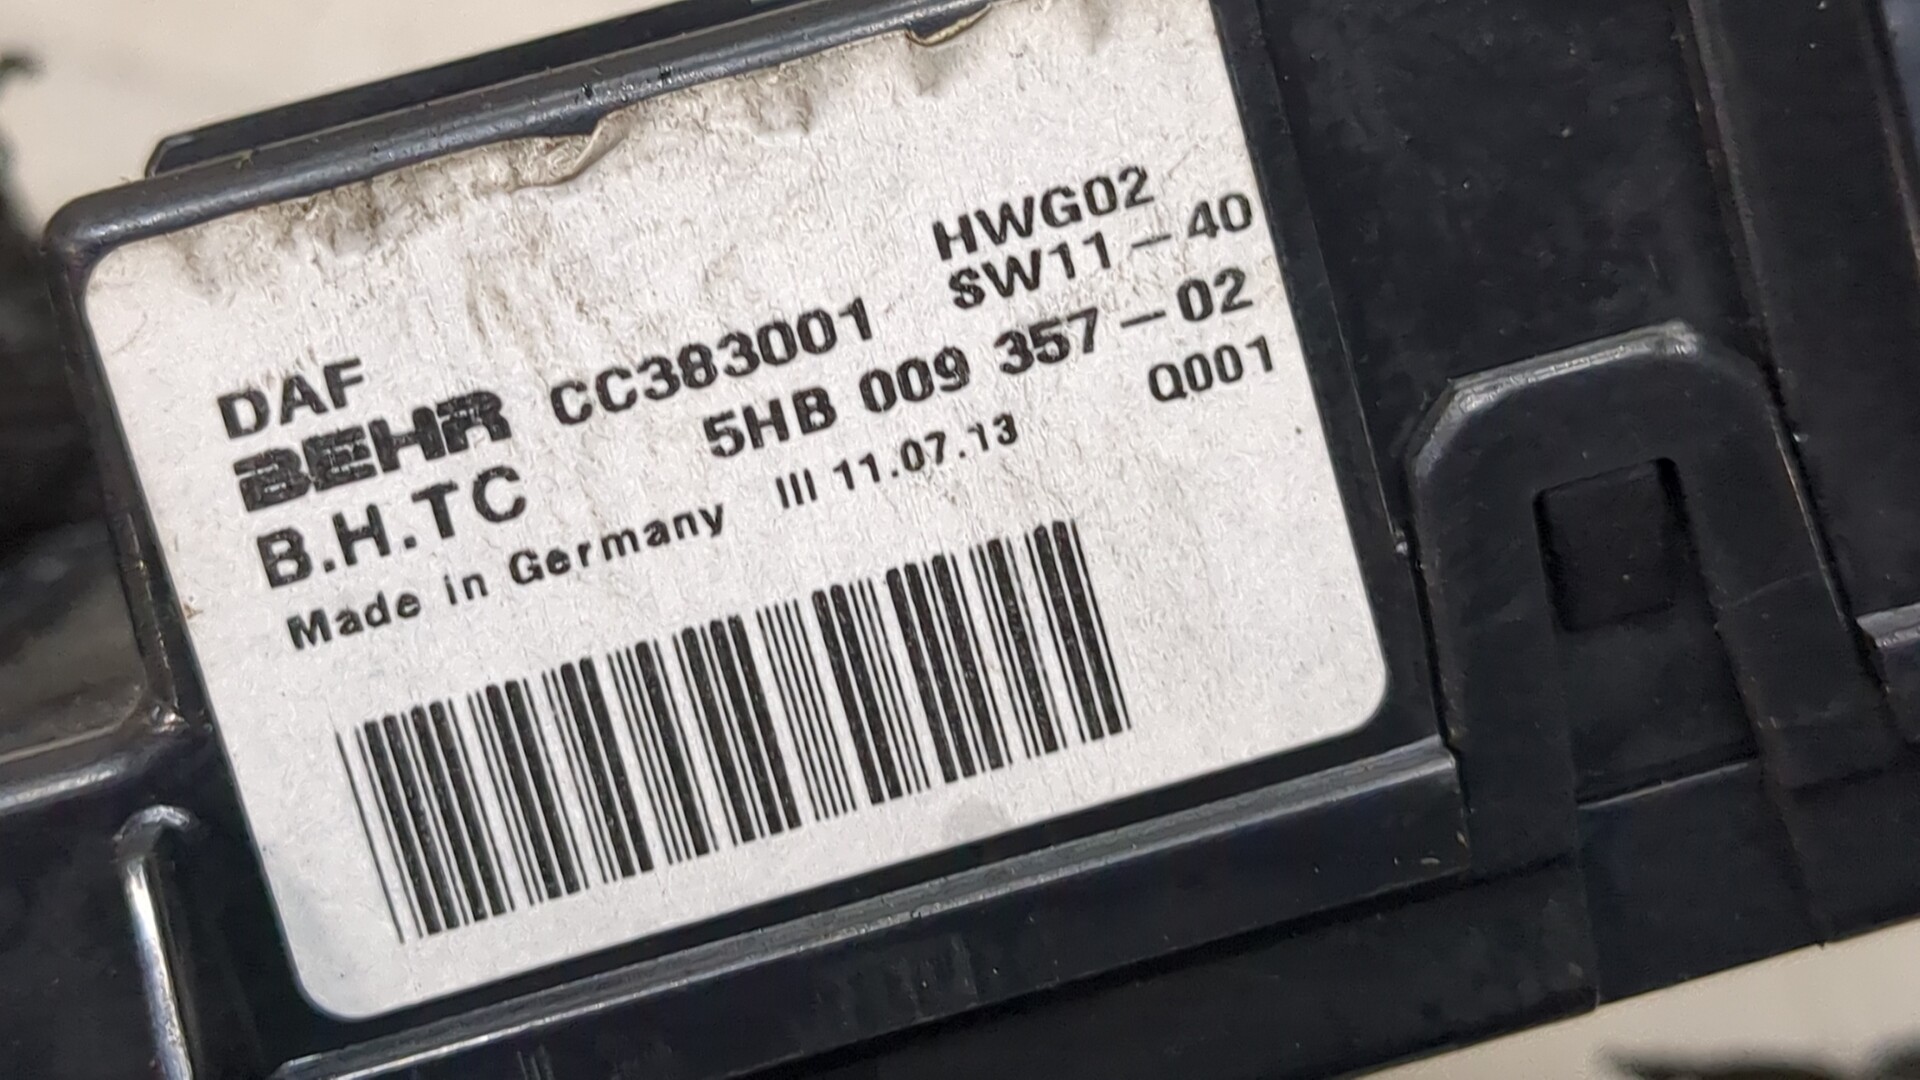 HWG02
SW11-40
DAF
BEHR CC383001
5HB 009 357-02
B.H.TC
Q001
Made in Germany III 11.07.13